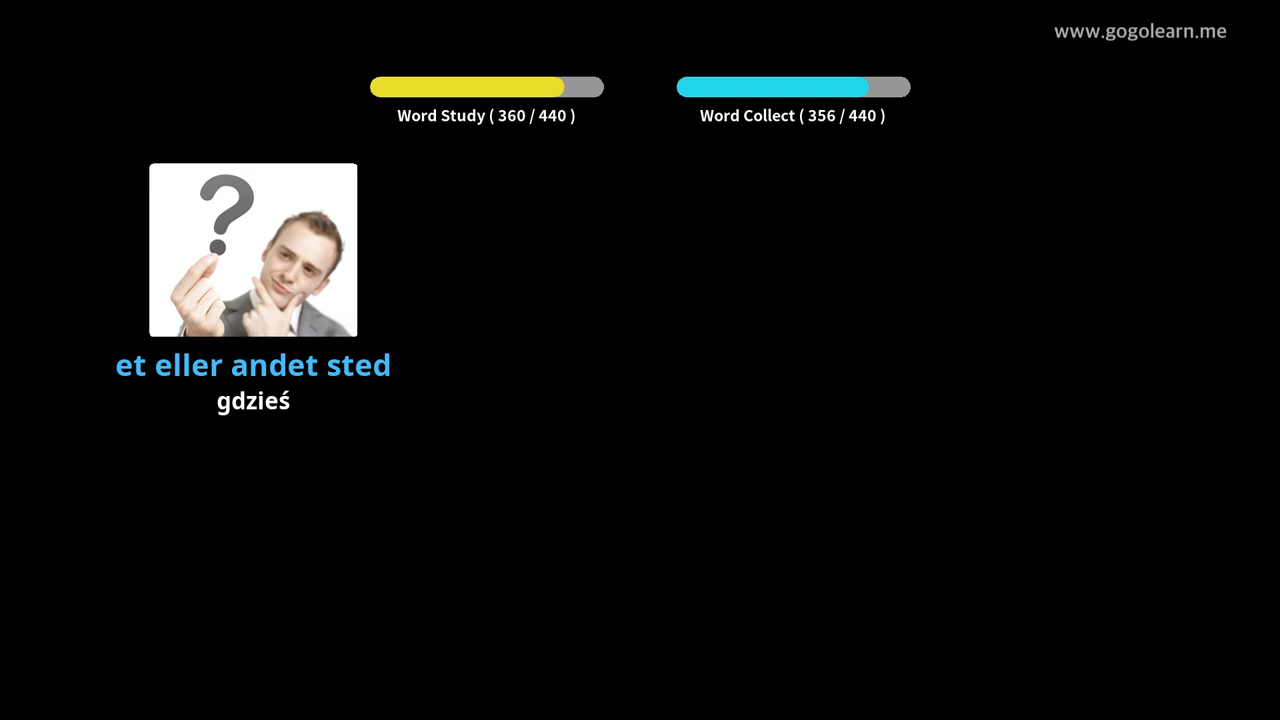 www.gogolearn.me
Word Study ( 360 / 440 )
Word Collect ( 356 / 440 )
?
et eller andet sted
gdzieś